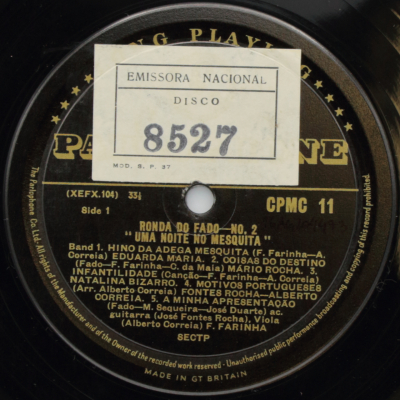 LONG PLAYING
EMISSORA NACIONAL
DISCO
8527
MOD. B. P. 37
PA NE
(XEFX.104) 33⅓
CPMC 11
Side 1
RONDA DO FADO—NO. 2
"UMA NOITE NO MESQUITA"
Band 1. HINO DA ADEGA MESQUITA (F. Farinha—A.
Correia) EDUARDA MARIA. 2. COISAS DO DESTINO
(Fado—F. Farinha—C. da Maia) MÁRIO ROCHA. 3.
INFANTILIDADE (Canção—F. Farinha—A. Correia)
NATALINA BIZARRO. 4. MOTIVOS PORTUGUESES
(Arr. Alberto Correia) FONTES ROCHA—ALBERTO
CORREIA. 5. A MINHA APRESENTAÇÃO
(Fado—M. Sequeira—José Duarte) ac.
guitarra (José Fontes Rocha), Viola
(Alberto Correia) F. FARINHA
8ECTP
The Parlophone Co. Ltd. All rights of the Manufacturer and of the Owner of the recorded work reserved - Unauthorised public performance, broadcasting and copying of this record prohibited.
MADE IN GT BRITAIN